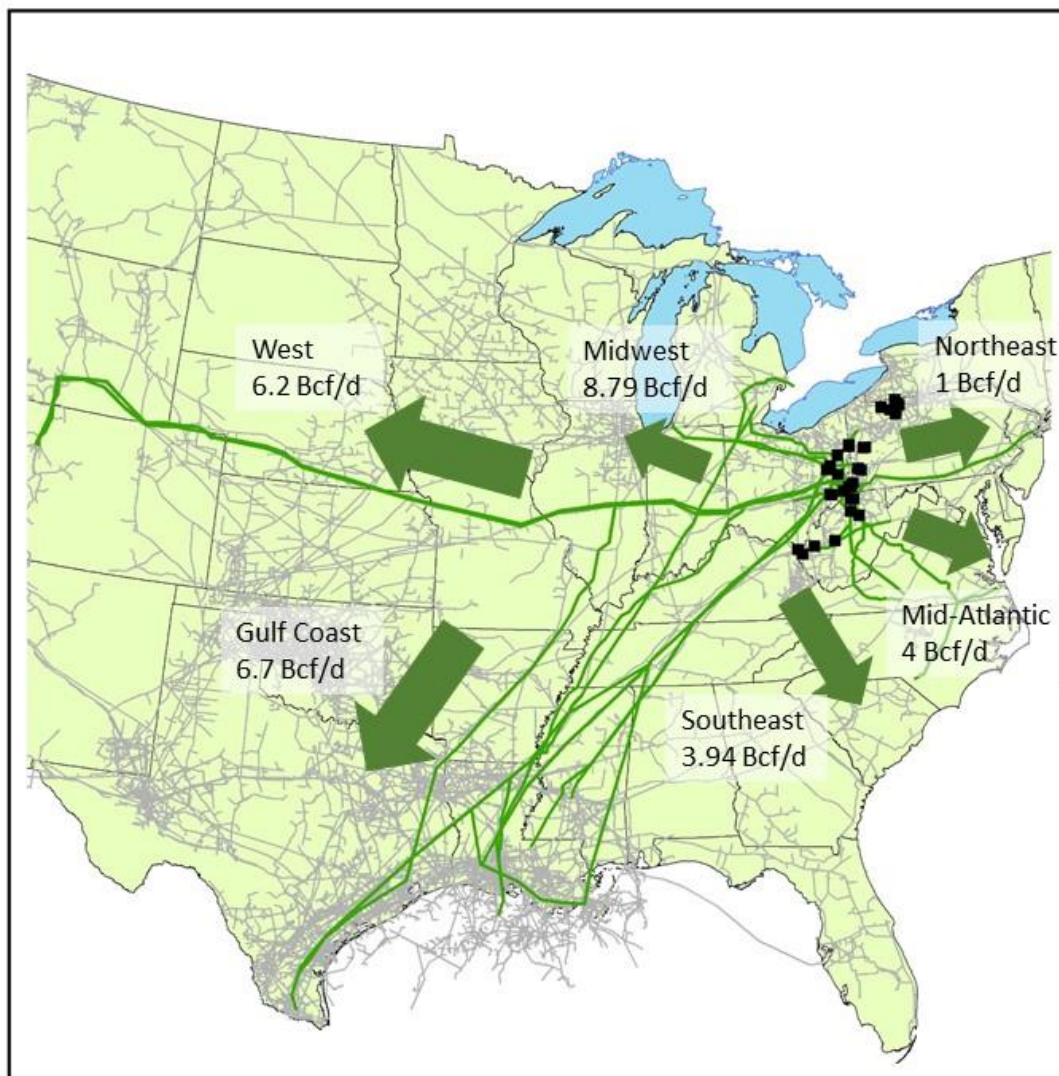 West
6.2 Bcf/d
Midwest
8.79 Bcf/d
Northeast
1 Bcf/d
Gulf Coast
6.7 Bcf/d
Mid-Atlantic
4 Bcf/d
Southeast
3.94 Bcf/d